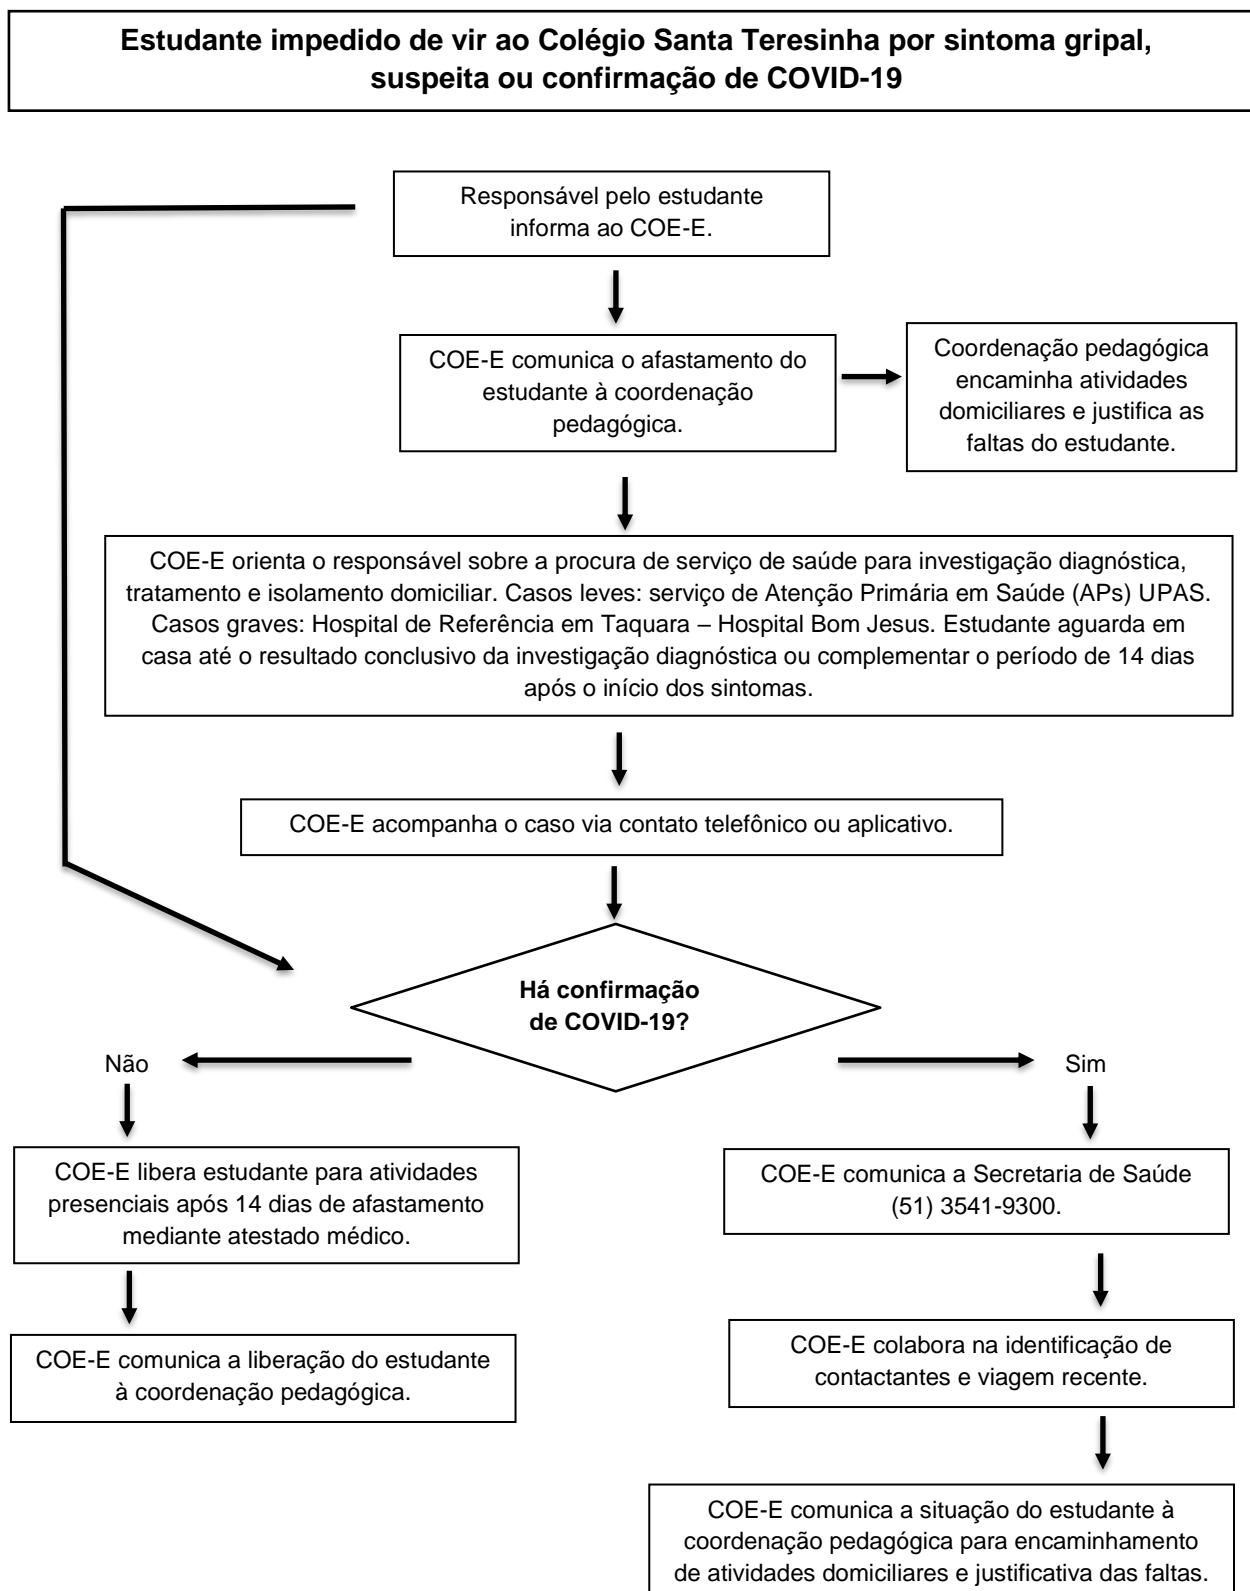 Estudante impedido de vir ao Colégio Santa Teresinha por sintoma gripal,
suspeita ou confirmação de COVID-19
Responsável pelo estudante
informa ao COE-E.
COE-E comunica o afastamento do
estudante à coordenação
pedagógica.
Coordenação pedagógica
encaminha atividades
domiciliares e justifica as
faltas do estudante.
COE-E orienta o responsável sobre a procura de serviço de saúde para investigação diagnóstica,
tratamento e isolamento domiciliar. Casos leves: serviço de Atenção Primária em Saúde (APs) UPAS.
Casos graves: Hospital de Referência em Taquara – Hospital Bom Jesus. Estudante aguarda em
casa até o resultado conclusivo da investigação diagnóstica ou complementar o período de 14 dias
após o início dos sintomas.
COE-E acompanha o caso via contato telefônico ou aplicativo.
Há confirmação
de COVID-19?
Não
Sim
COE-E libera estudante para atividades
presenciais após 14 dias de afastamento
mediante atestado médico.
COE-E comunica a Secretaria de Saúde
(51) 3541-9300.
COE-E comunica a liberação do estudante
à coordenação pedagógica.
COE-E colabora na identificação de
contactantes e viagem recente.
COE-E comunica a situação do estudante à
coordenação pedagógica para encaminhamento
de atividades domiciliares e justificativa das faltas.